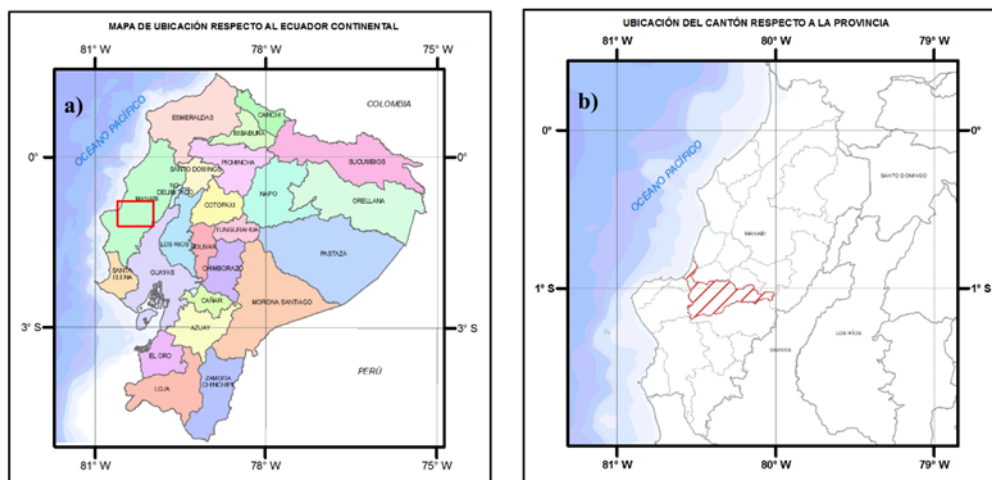 MAPA DE UBICACIÓN RESPECTO AL ECUADOR CONTINENTAL
81° W
78° W
75° W
a)
COLOMBIA
OCÉANO PACÍFICO
ESMERALDAS
CARCHI
IMBABURA
0°
PICHINCHA
SUCUMBIOS
0°
SANTO DOMINGO
NO
DELIMITADO
MANABI
NAPO
ORELLANA
COTOPAXI
TUNGURAHUA
LOS RIOS
BOLIVAR
PASTAZA
SANTA
ELENA
GUAYAS
CHIMBORAZO
CAÑAR
MORONA SANTIAGO
3° S
AZUAY
3° S
EL ORO
PERÚ
LOJA
ZAMORA
CHINCHIPE
81° W
78° W
75° W
UBICACIÓN DEL CANTÓN RESPECTO A LA PROVINCIA
81° W
80° W
79° W
b)
0°
0°
OCÉANO PACÍFICO
SANTO DOMINGO
MANABI
1° S
1° S
LOS RÍOS
81° W
80° W
79° W